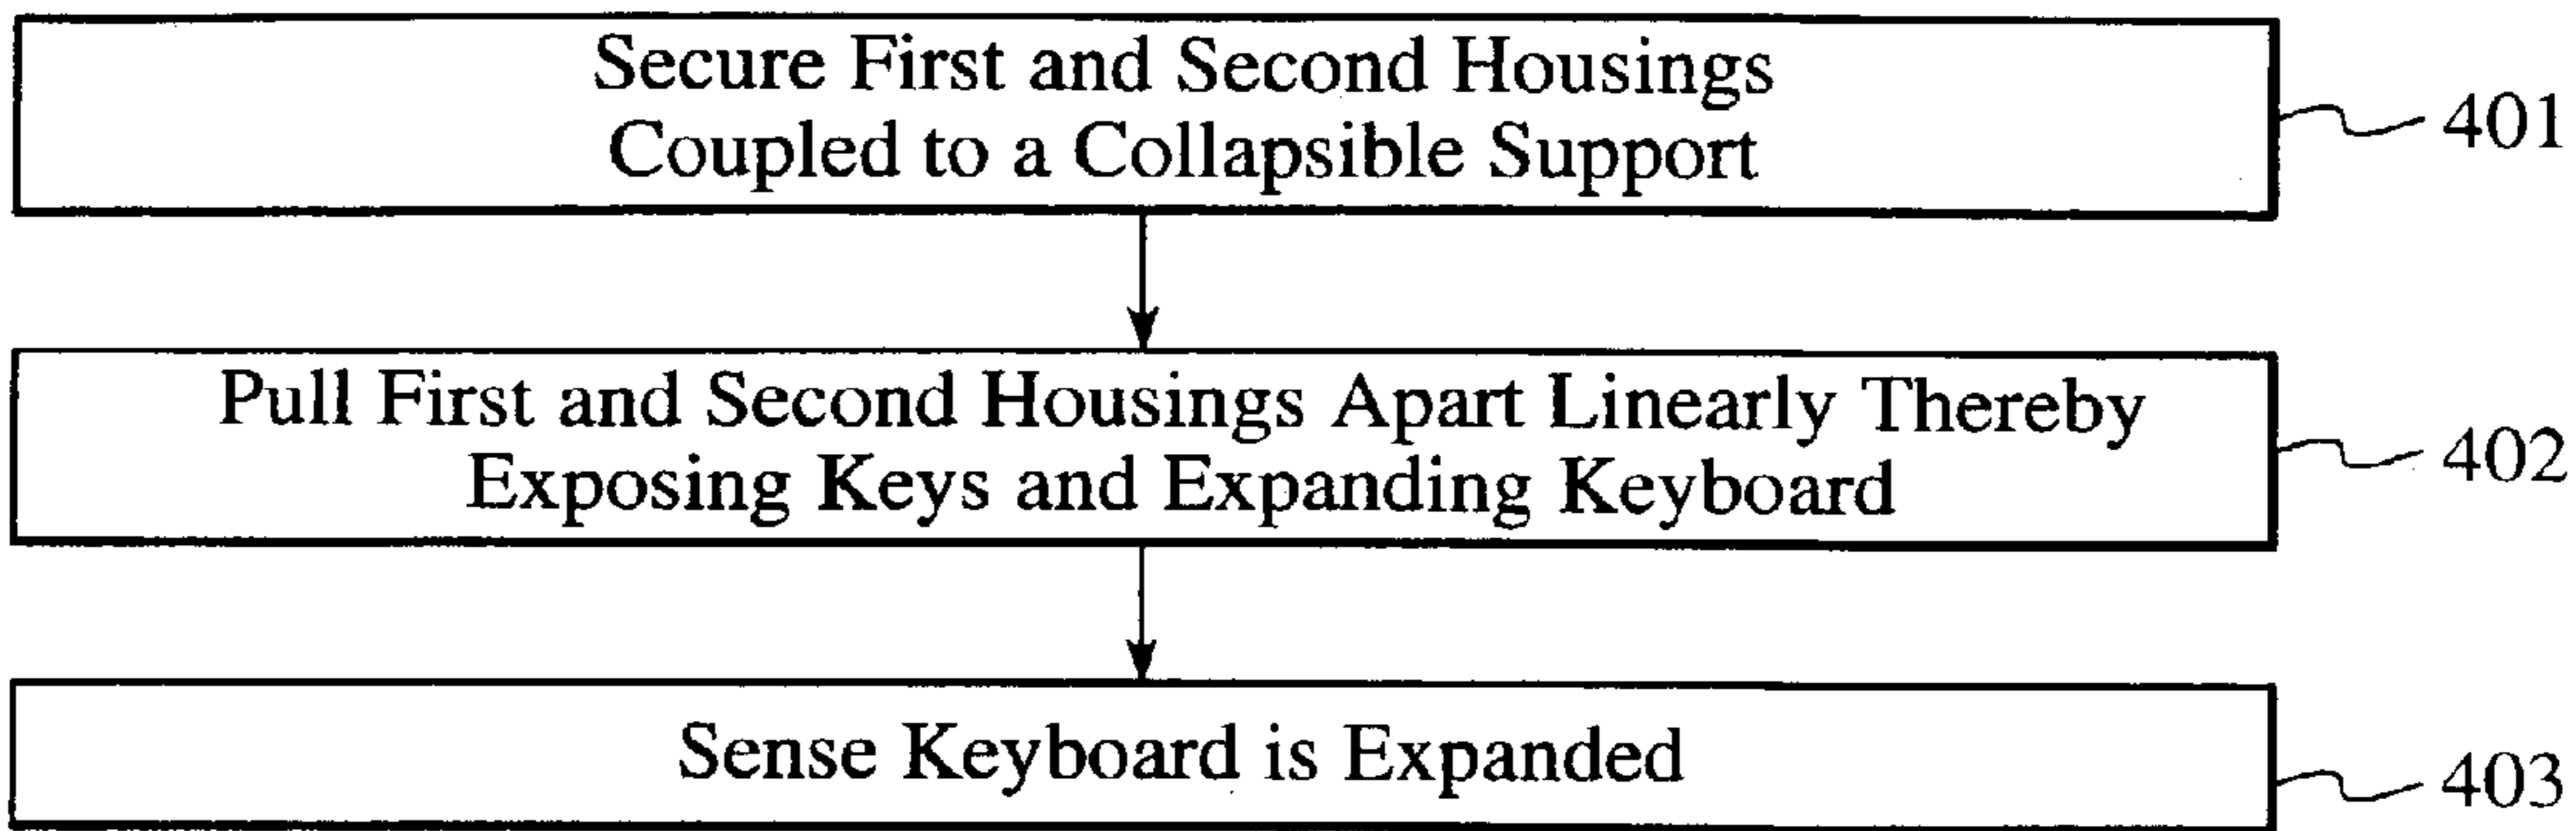 Secure First and Second Housings
Coupled to a Collapsible Support
401
Pull First and Second Housings Apart Linearly Thereby
Exposing Keys and Expanding Keyboard
402
Sense Keyboard is Expanded
403